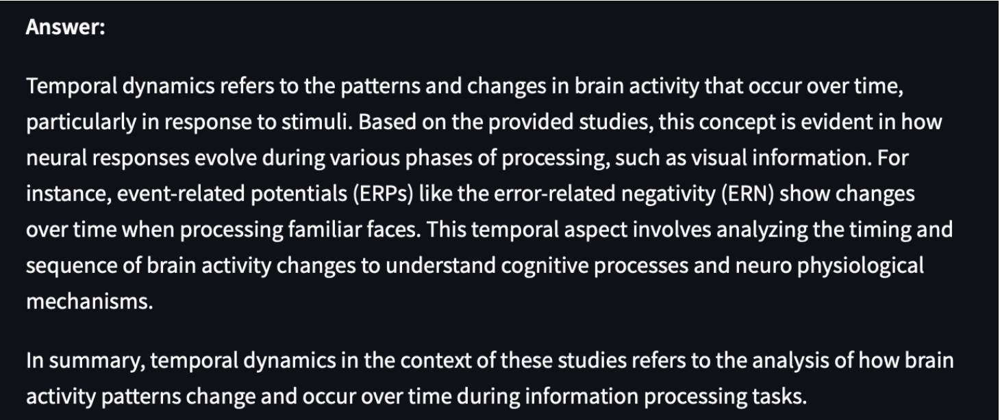 Answer:
Temporal dynamics refers to the patterns and changes in brain activity that occur over time,
particularly in response to stimuli. Based on the provided studies, this concept is evident in how
neural responses evolve during various phases of processing, such as visual information. For
instance, event-related potentials (ERPs) like the error-related negativity (ERN) show changes
over time when processing familiar faces. This temporal aspect involves analyzing the timing and
sequence of brain activity changes to understand cognitive processes and neuro physiological
mechanisms.
In summary, temporal dynamics in the context of these studies refers to the analysis of how brain
activity patterns change and occur over time during information processing tasks.